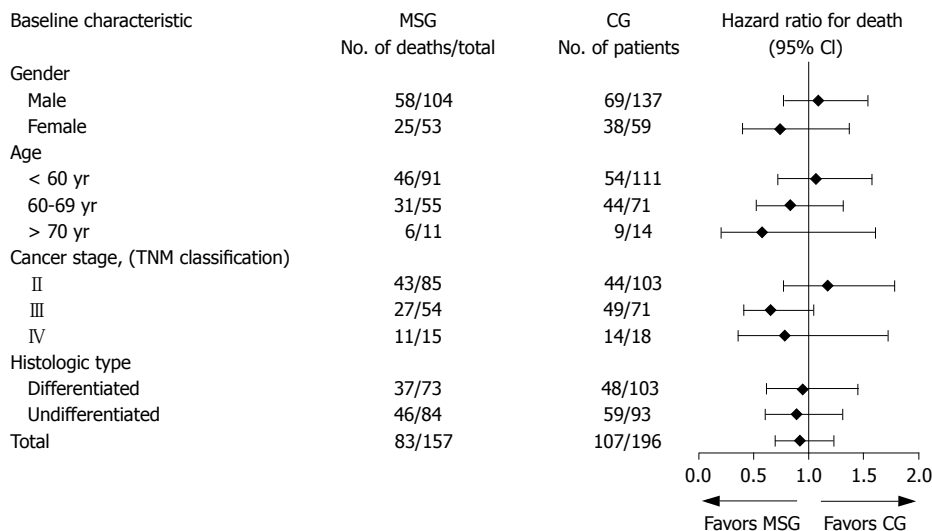 Baseline characteristic MSG CG Hazard ratio for death
No. of deaths/total No. of patients (95% CI)
Gender
Male 58/104 69/137
Female 25/53 38/59
Age
< 60 yr 46/91 54/111
60-69 yr 31/55 44/71
> 70 yr 6/11 9/14
Cancer stage, (TNM classification)
Ⅱ 43/85 44/103
Ⅲ 27/54 49/71
Ⅳ 11/15 14/18
Histologic type
Differentiated 37/73 48/103
Undifferentiated 46/84 59/93
Total 83/157 107/196
0.0 0.5 1.0 1.5 2.0
Favors MSG Favors CG